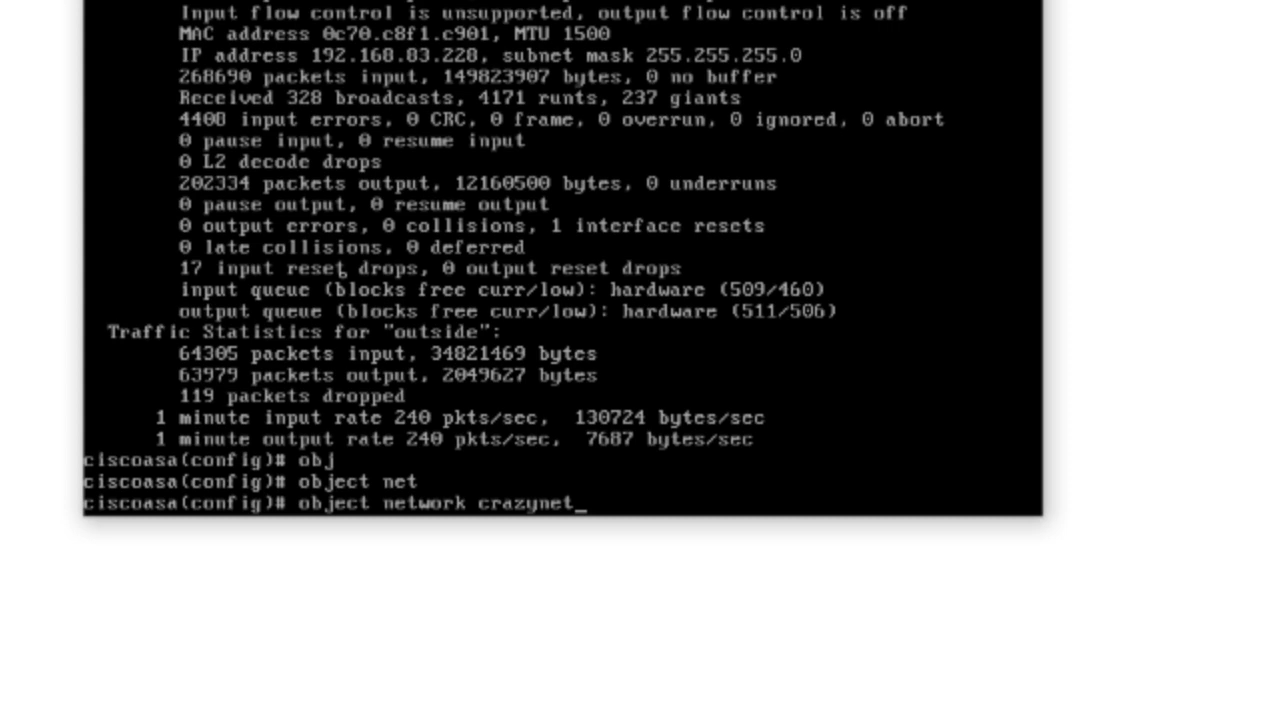 Input flow control is unsupported, output flow control is off
MAC address 0c70.c8f1.c901, MTU 1500
IP address 192.168.83.228, subnet mask 255.255.255.0
268690 packets input, 149823907 bytes, 0 no buffer
Received 328 broadcasts, 4171 runts, 237 giants
4408 input errors, 0 CRC, 0 frame, 0 overrun, 0 ignored, 0 abort
0 pause input, 0 resume input
0 L2 decode drops
202334 packets output, 12160500 bytes, 0 underruns
0 pause output, 0 resume output
0 output errors, 0 collisions, 1 interface resets
0 late collisions, 0 deferred
17 input reset drops, 0 output reset drops
input queue (blocks free curr/low): hardware (509/460)
output queue (blocks free curr/low): hardware (511/506)
Traffic Statistics for "outside":
64305 packets input, 34821469 bytes
63979 packets output, 2049627 bytes
119 packets dropped
1 minute input rate 240 pkts/sec,  130724 bytes/sec
1 minute output rate 240 pkts/sec,  7687 bytes/sec
ciscoasa(config)# obj
ciscoasa(config)# object net
ciscoasa(config)# object network crazynet_